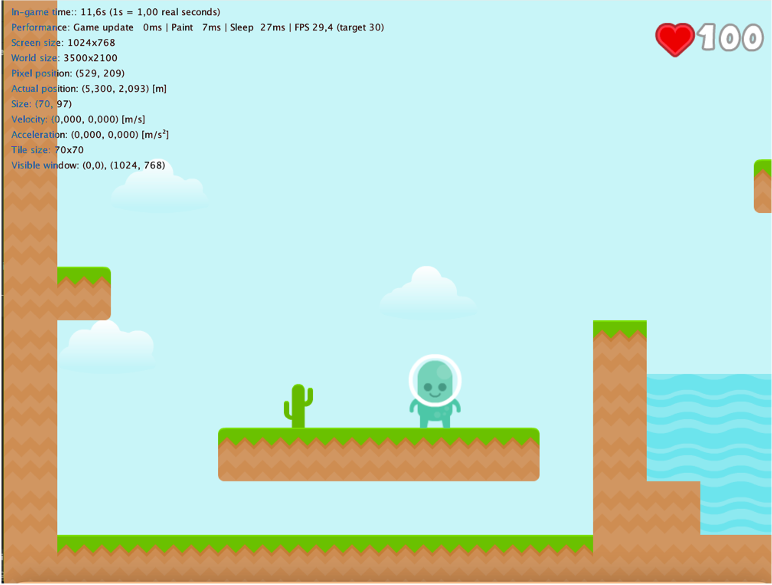 In-game time:: 11,6s (1s = 1,00 real seconds)
Performance: Game update 0ms | Paint 7ms | Sleep 27ms | FPS 29,4 (target 30)
Screen size: 1024x768
World size: 3500x2100
Pixel position: (529, 209)
Actual position: (5,300, 2,093) [m]
Size: (70, 97)
Velocity: (0,000, 0,000) [m/s]
Acceleration: (0,000, 0,000) [m/s²]
Tile size: 70x70
Visible window: (0,0), (1024, 768)
100